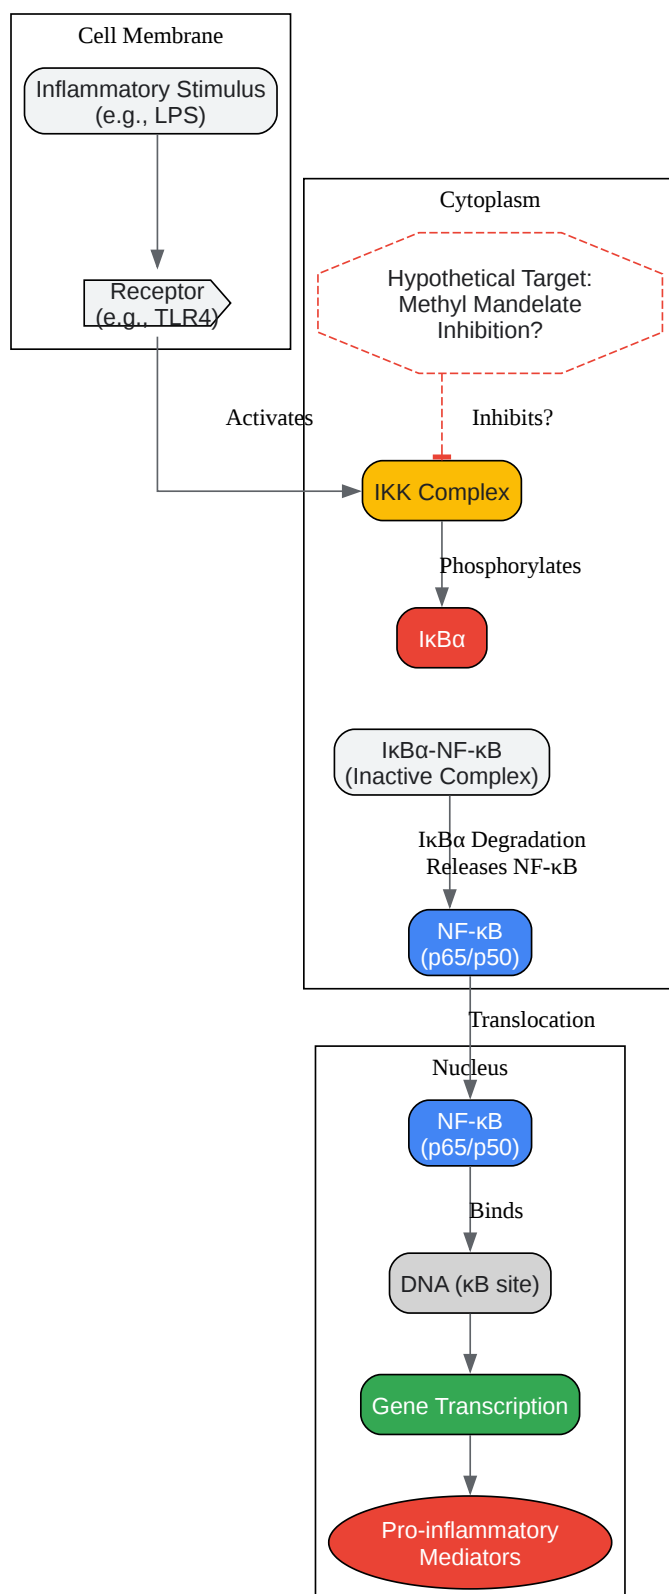 Cell Membrane
Inflammatory Stimulus
(e.g., LPS)
Receptor
(e.g., TLR4)
Cytoplasm
Hypothetical Target:
Methyl Mandelate
Inhibition?
Activates
Inhibits?
IKK Complex
Phosphorylates
IκBα
IκBα-NF-κB
(Inactive Complex)
IκBα Degradation
Releases NF-κB
NF-κB
(p65/p50)
Translocation
Nucleus
NF-κB
(p65/p50)
Binds
DNA (κB site)
Gene Transcription
Pro-inflammatory
Mediators